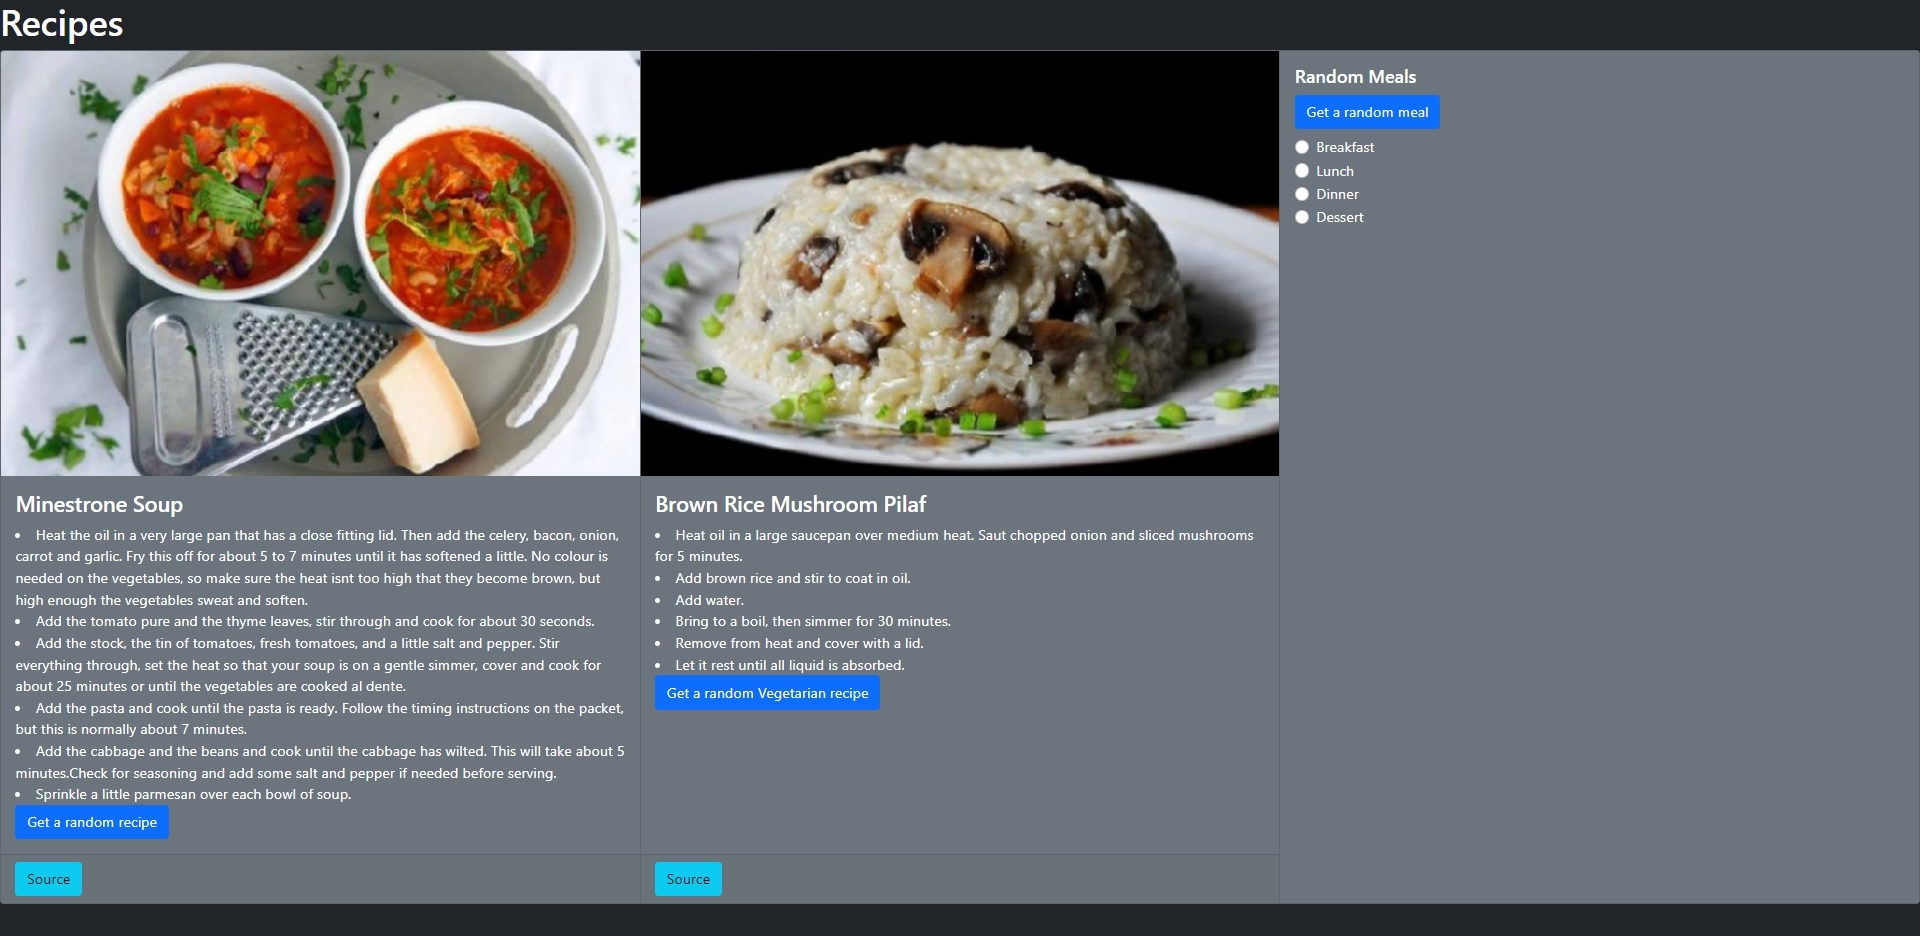 Recipes
Minestrone Soup
• Heat the oil in a very large pan that has a close fitting lid. Then add the celery, bacon, onion,
carrot and garlic. Fry this off for about 5 to 7 minutes until it has softened a little. No colour is
needed on the vegetables, so make sure the heat isnt too high that they become brown, but
high enough the vegetables sweat and soften.
• Add the tomato pure and the thyme leaves, stir through and cook for about 30 seconds.
• Add the stock, the tin of tomatoes, fresh tomatoes, and a little salt and pepper. Stir
everything through, set the heat so that your soup is on a gentle simmer, cover and cook for
about 25 minutes or until the vegetables are cooked al dente.
• Add the pasta and cook until the pasta is ready. Follow the timing instructions on the packet,
but this is normally about 7 minutes.
• Add the cabbage and the beans and cook until the cabbage has wilted. This will take about 5
minutes.Check for seasoning and add some salt and pepper if needed before serving.
• Sprinkle a little parmesan over each bowl of soup.
Get a random recipe
Source
Brown Rice Mushroom Pilaf
• Heat oil in a large saucepan over medium heat. Saut chopped onion and sliced mushrooms
for 5 minutes.
• Add brown rice and stir to coat in oil.
• Add water.
• Bring to a boil, then simmer for 30 minutes.
• Remove from heat and cover with a lid.
• Let it rest until all liquid is absorbed.
Get a random Vegetarian recipe
Source
Random Meals
Get a random meal
Breakfast
Lunch
Dinner
Dessert